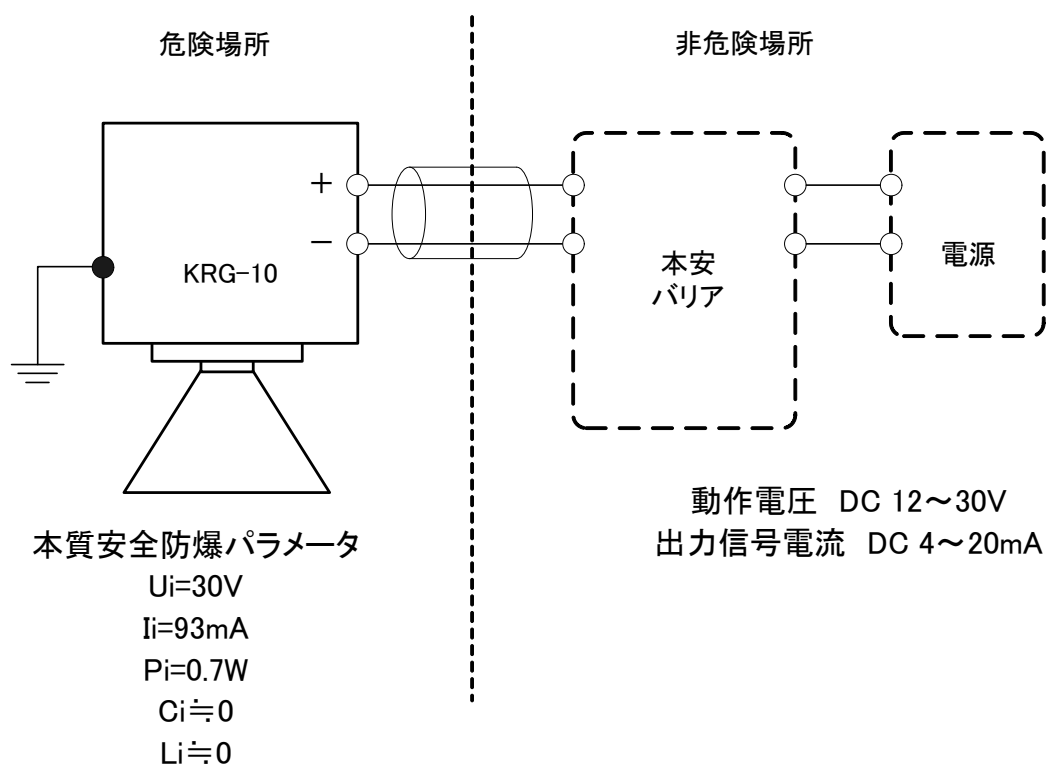 危険場所
非危険場所
+
−
KRG-10
本安
バリア
電源
動作電圧 DC 12～30V
出力信号電流 DC 4～20mA
本質安全防爆パラメータ
Ui=30V
Ii=93mA
Pi=0.7W
Ci≒0
Li≒0